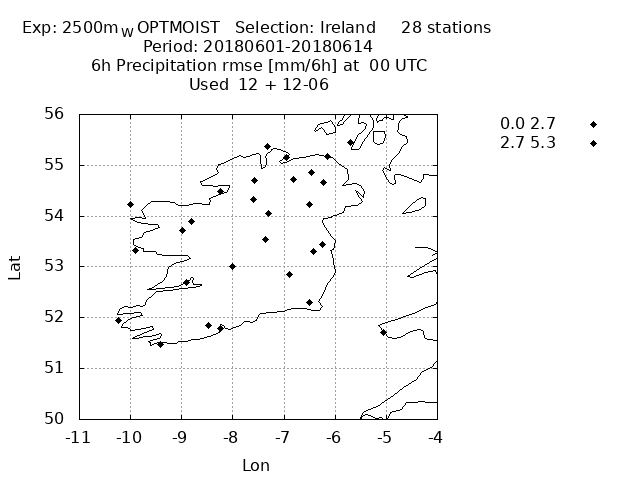 Exp: 2500m_W OPTMOIST Selection: Ireland 28 stations
Period: 20180601-20180614
6h Precipitation rmse [mm/6h] at 00 UTC
Used 12 + 12-06
0.0 2.7
2.7 5.3
56
55
54
53
52
51
50
Lat
-11 -10 -9 -8 -7 -6 -5 -4
Lon